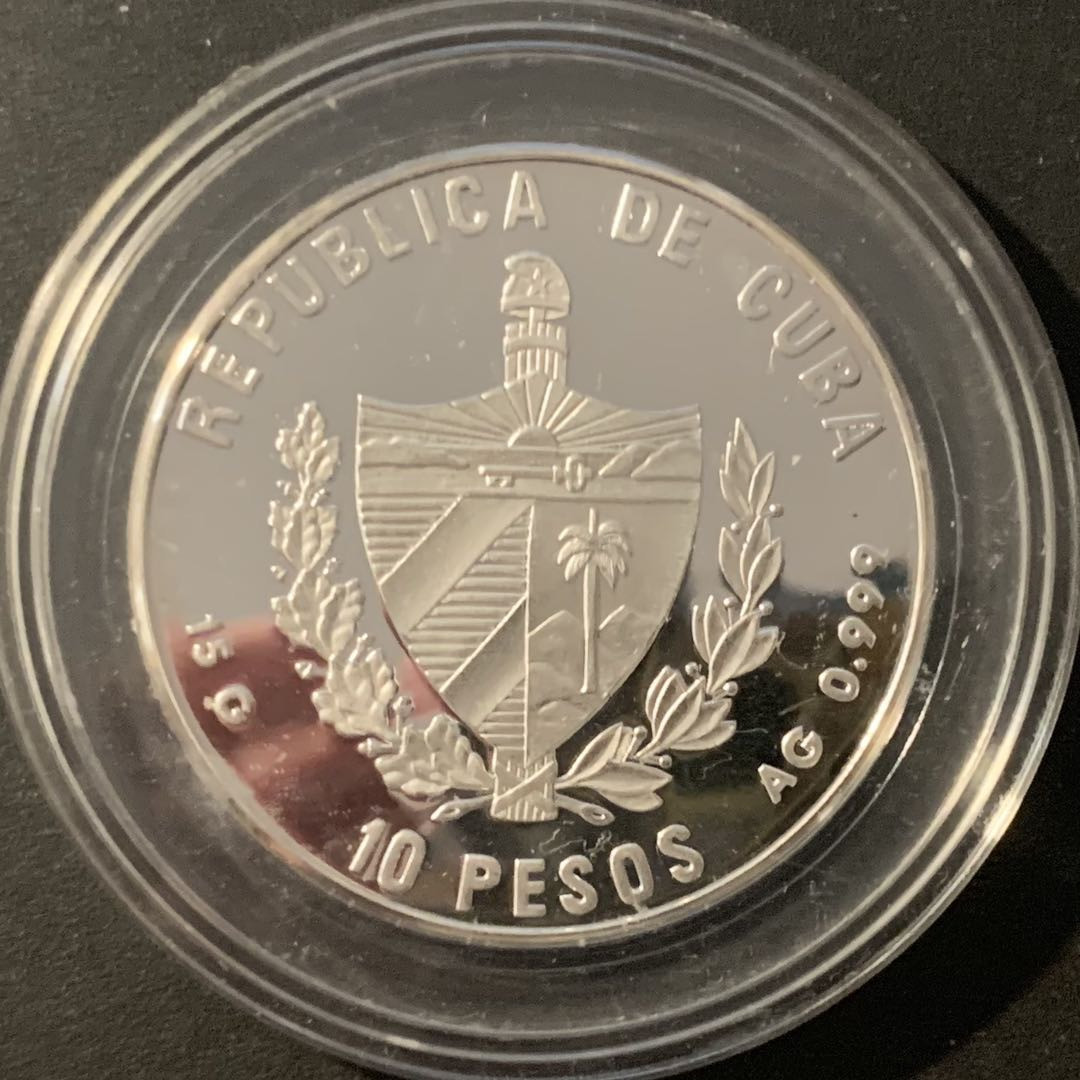 REPUBLICA DE CUBA
15 G
AG 0.999
10 PESOS